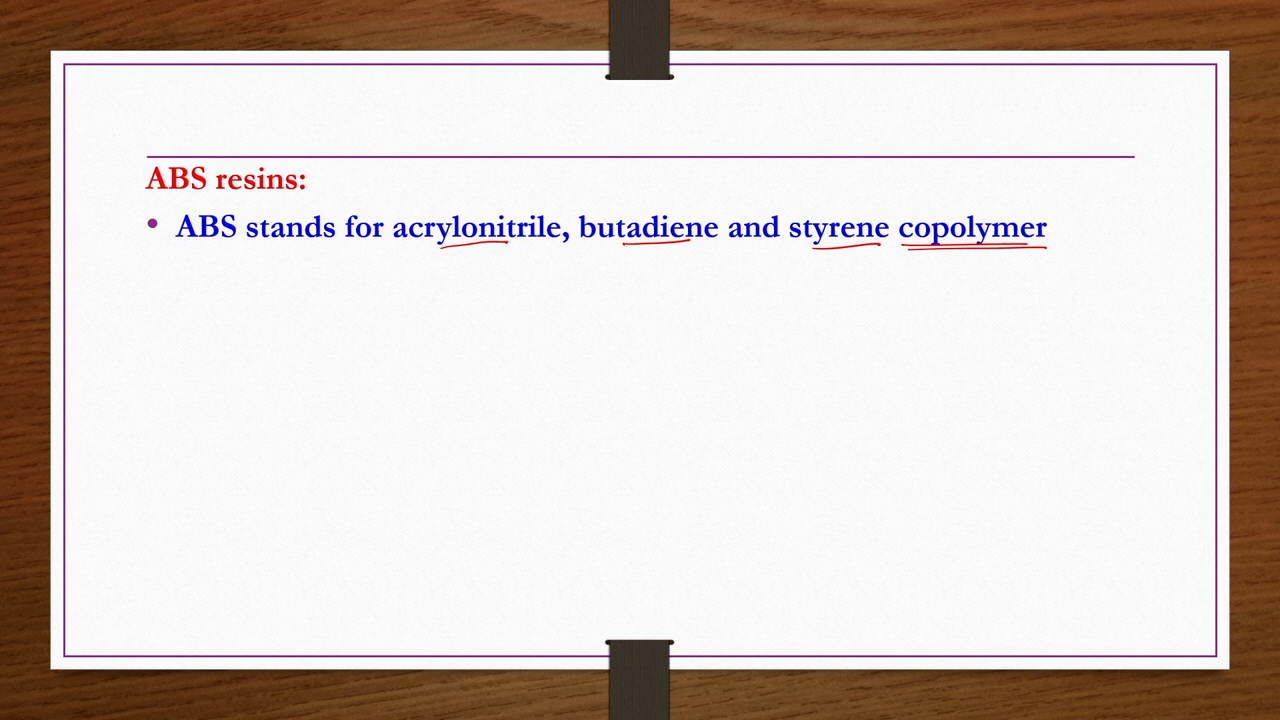 ABS resins:
• ABS stands for acrylonitrile, butadiene and styrene copolymer